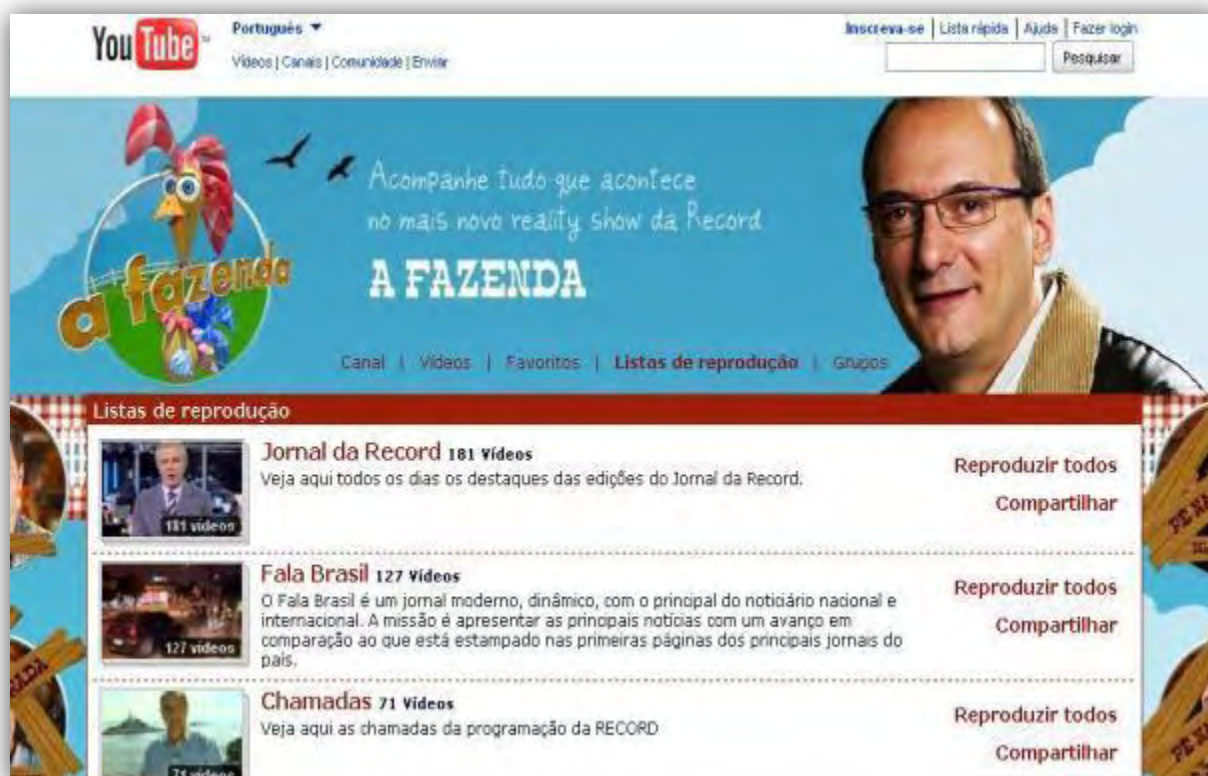 You Tube
Português
Vídeos | Canais | Comunidade | Enviar
Inscreva-se | Lista rápida | Ajuda | Fazer login
Pesquisar
a fazenda
Acompanhe tudo que acontece
no mais novo reality show da Record
A FAZENDA
Canal | Vídeos | Favoritos | Listas de reprodução | Grupos
Listas de reprodução
Jornal da Record 181 Vídeos
Veja aqui todos os dias os destaques das edições do Jornal da Record.
181 vídeos
Reproduzir todos
Compartilhar
Fala Brasil 127 Vídeos
O Fala Brasil é um jornal moderno, dinâmico, com o principal do noticiário nacional e
internacional. A missão é apresentar as principais notícias com um avanço em
comparação ao que está estampado nas primeiras páginas dos principais jornais do
país.
127 vídeos
Reproduzir todos
Compartilhar
Chamadas 71 Vídeos
Veja aqui as chamadas da programação da RECORD
71 vídeos
Reproduzir todos
Compartilhar